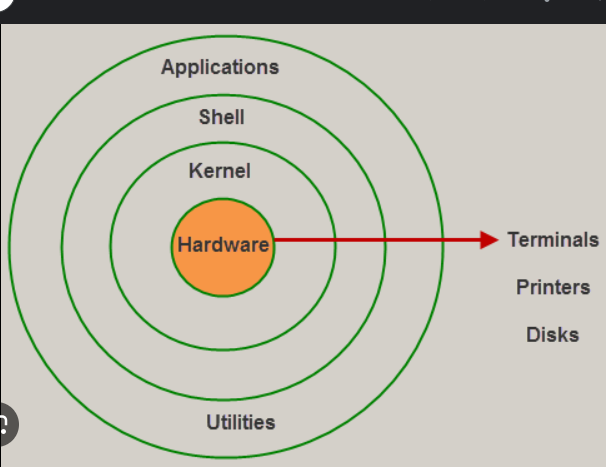 Applications
Shell
Kernel
Hardware
Terminals
Printers
Disks
Utilities